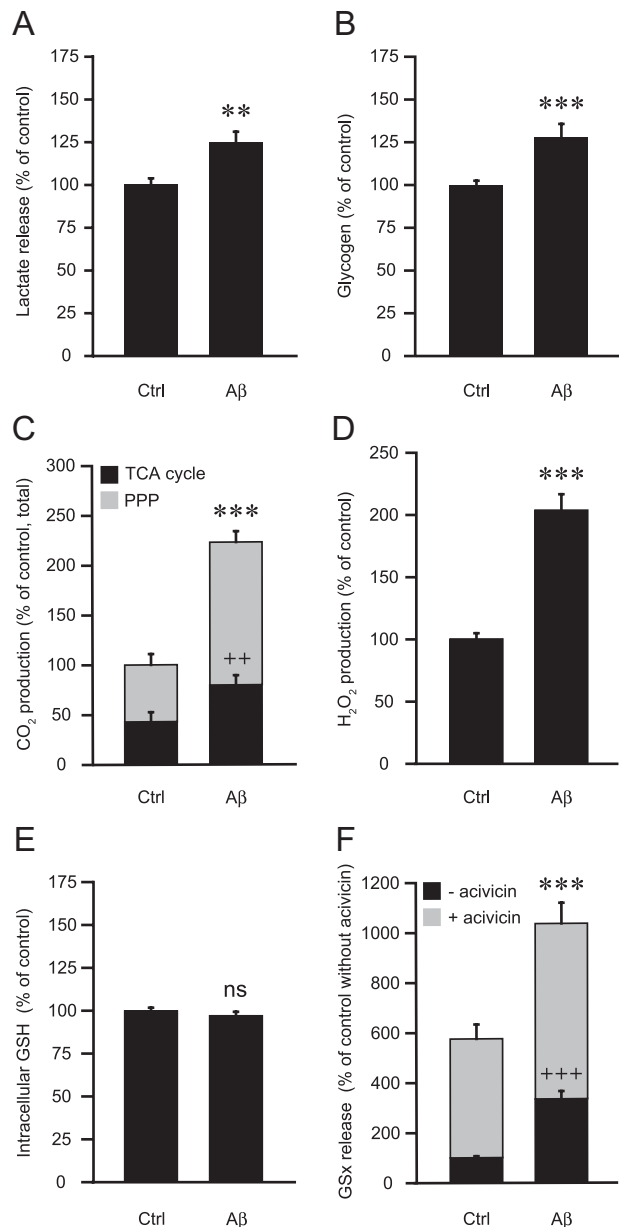 A
Lactate release (% of control)
175
150
125
100
75
50
25
0
**
Ctrl
Aβ
B
Glycogen (% of control)
175
150
125
100
75
50
25
0
***
Ctrl
Aβ
C
CO₂ production (% of control, total)
300
250
200
150
100
50
0
TCA cycle
PPP
***
++
Ctrl
Aβ
D
H₂O₂ production (% of control)
250
200
150
100
50
0
***
Ctrl
Aβ
E
Intracellular GSH (% of control)
175
150
125
100
75
50
25
0
ns
Ctrl
Aβ
F
GSx release (% of control without acivicin)
1200
1000
800
600
400
200
0
- acivicin
+ acivicin
***
+++
Ctrl
Aβ